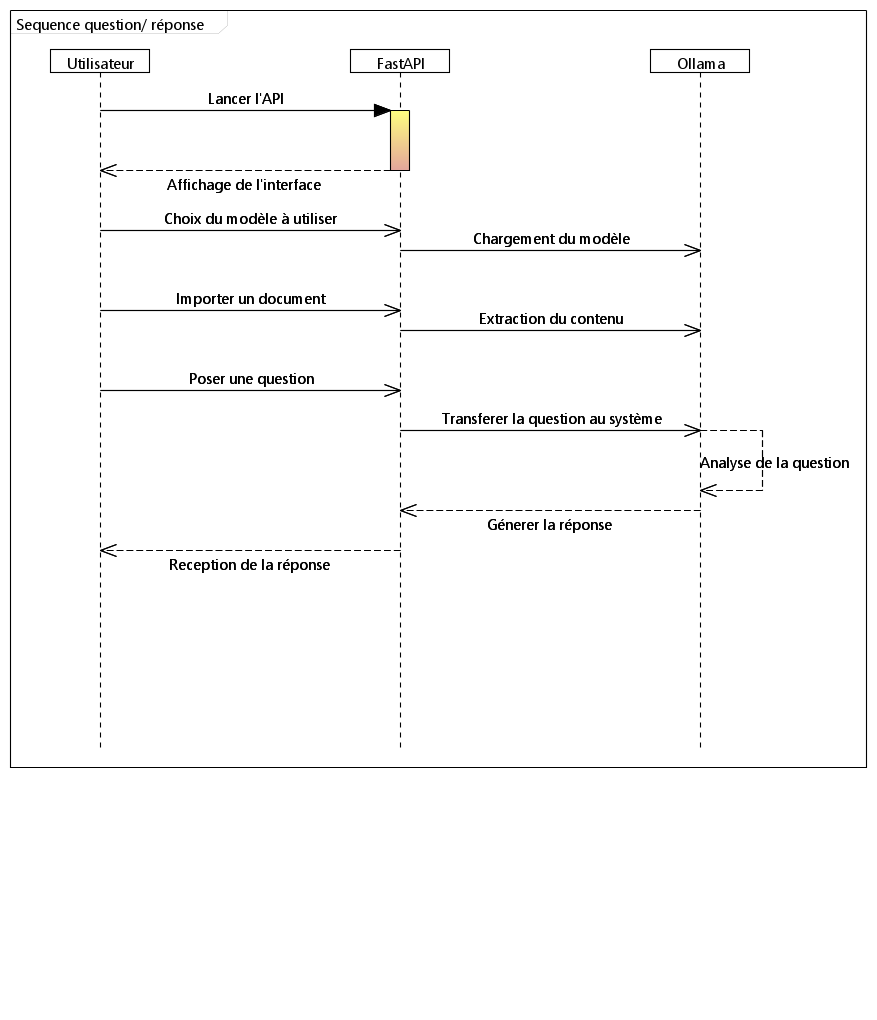 Sequence question/ réponse
Utilisateur
FastAPI
Ollama
Lancer l'API
Affichage de l'interface
Choix du modèle à utiliser
Chargement du modèle
Importer un document
Extraction du contenu
Poser une question
Transferer la question au système
Analyse de la question
Génerer la réponse
Reception de la réponse